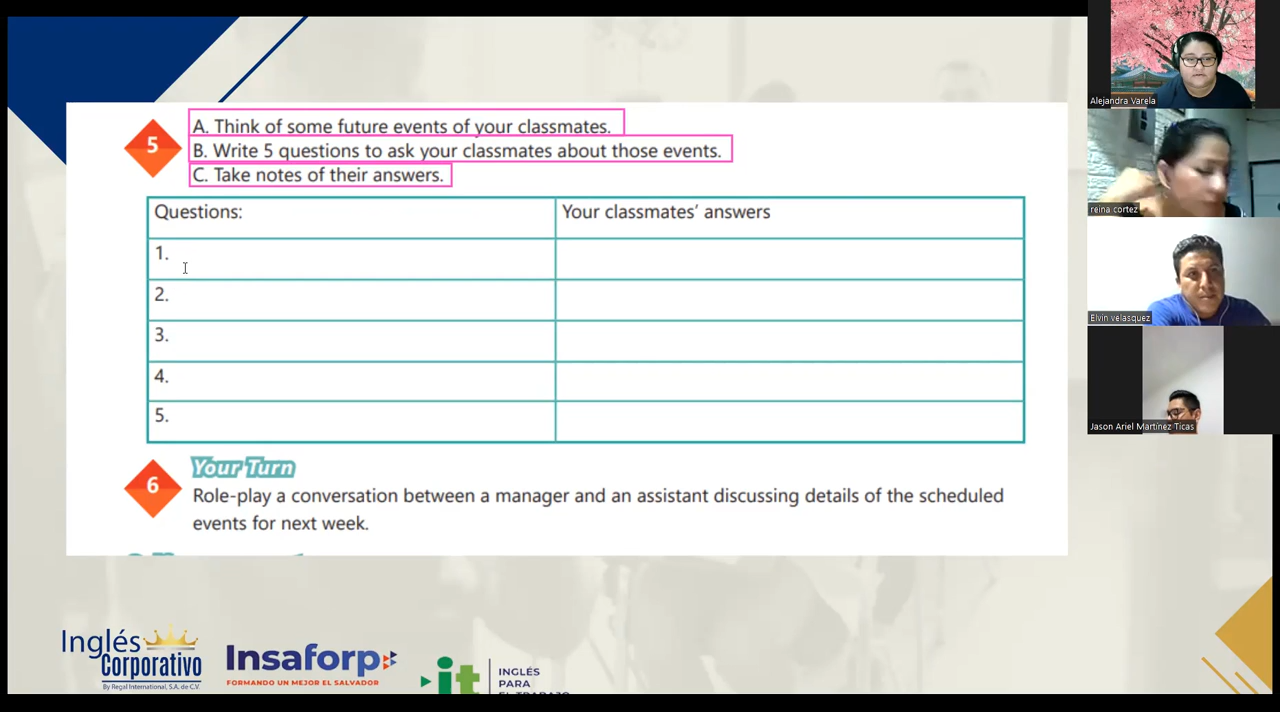 5
A. Think of some future events of your classmates.
B. Write 5 questions to ask your classmates about those events.
C. Take notes of their answers.
Questions:
Your classmates' answers
1.
2.
3.
4.
5.
6
Your Turn
Role-play a conversation between a manager and an assistant discussing details of the scheduled
events for next week.
Inglés
Corporativo
By Regal International, S.A. de C.V.
Insaforp
FORMANDO UN MEJOR EL SALVADOR
it
INGLÉS
PARA
EL TRABAJO
Alejandra Varela
reina cortez
Elvin velasquez
Jason Ariel Martínez Ticas